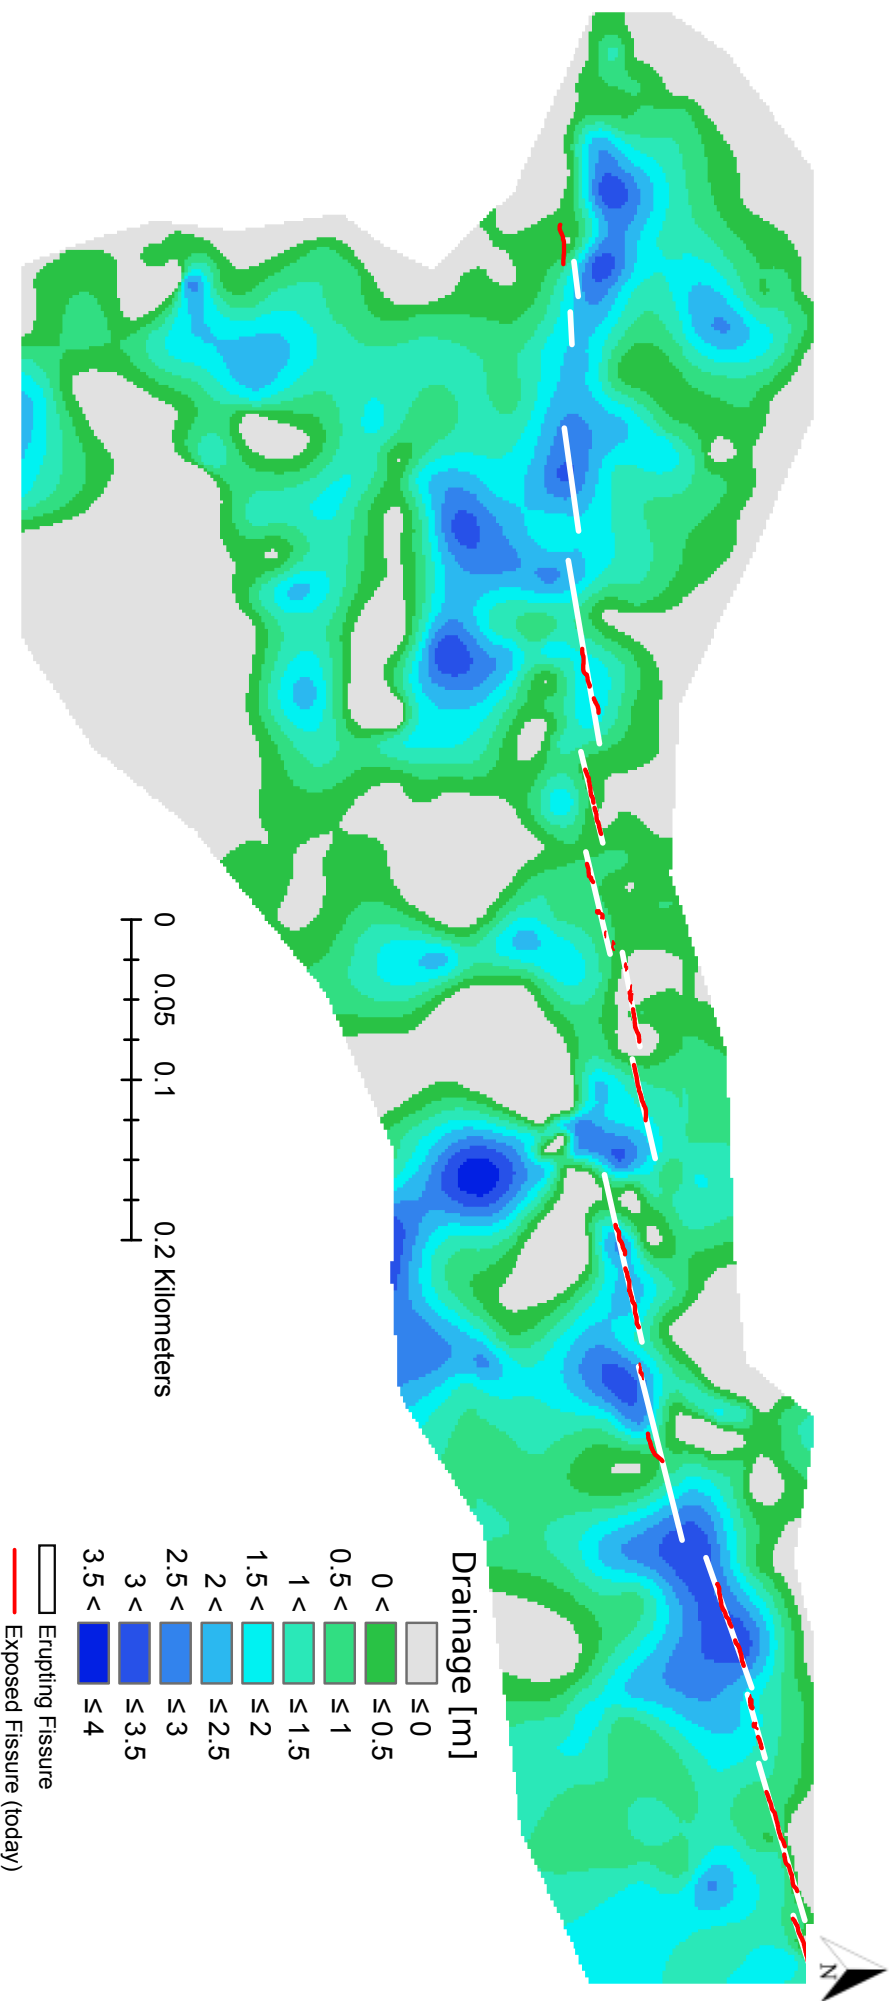 0 0.05 0.1 0.2 Kilometers
Drainage [m]
≤ 0
0 < ≤ 0.5
0.5 < ≤ 1
1 < ≤ 1.5
1.5 < ≤ 2
2 < ≤ 2.5
2.5 < ≤ 3
3 < ≤ 3.5
3.5 < ≤ 4
Erupting Fissure
Exposed Fissure (today)
N